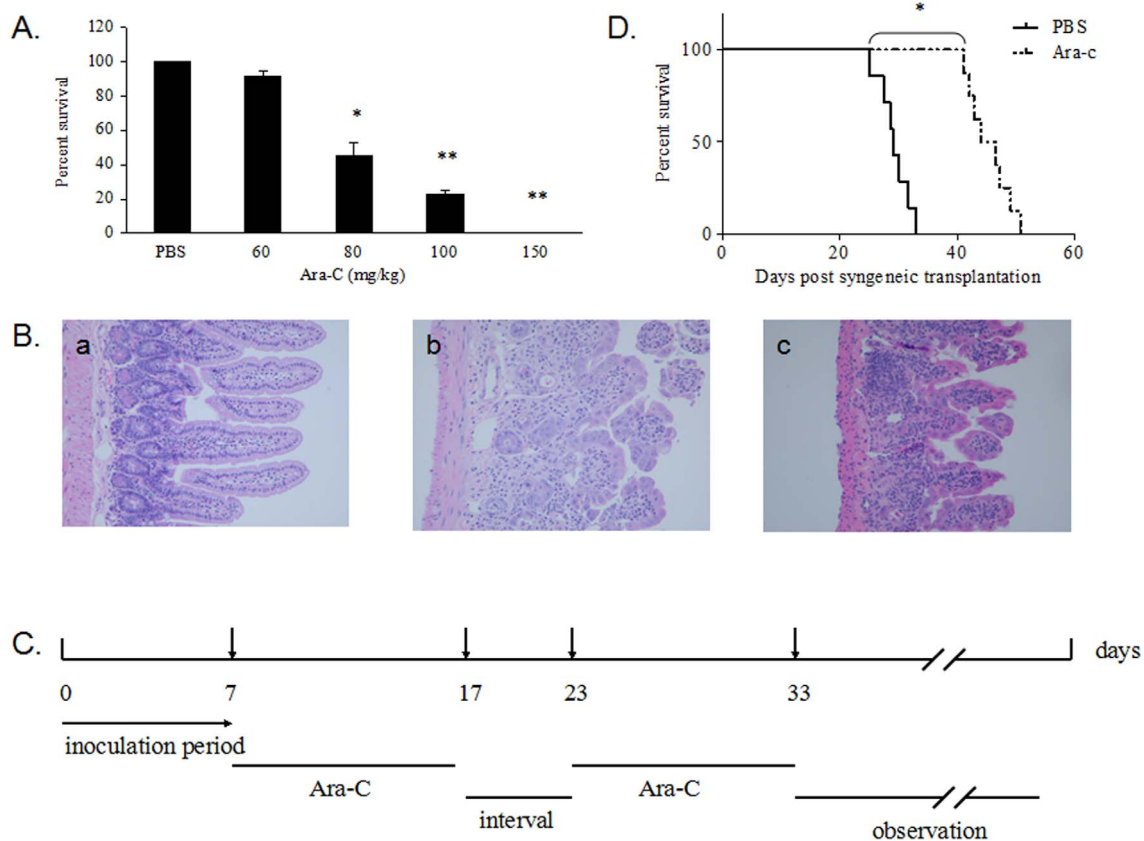 A.
Percent survival
120
100
80
60
40
20
0
*
**
**
PBS 60 80 100 150
Ara-C (mg/kg)
D.
*
PBS
Ara-c
Percent survival
100
50
0
0 20 40 60
Days post syngeneic transplantation
B.
a
b
c
C.
days
0 7 17 23 33
inoculation period
Ara-C
interval
Ara-C
observation